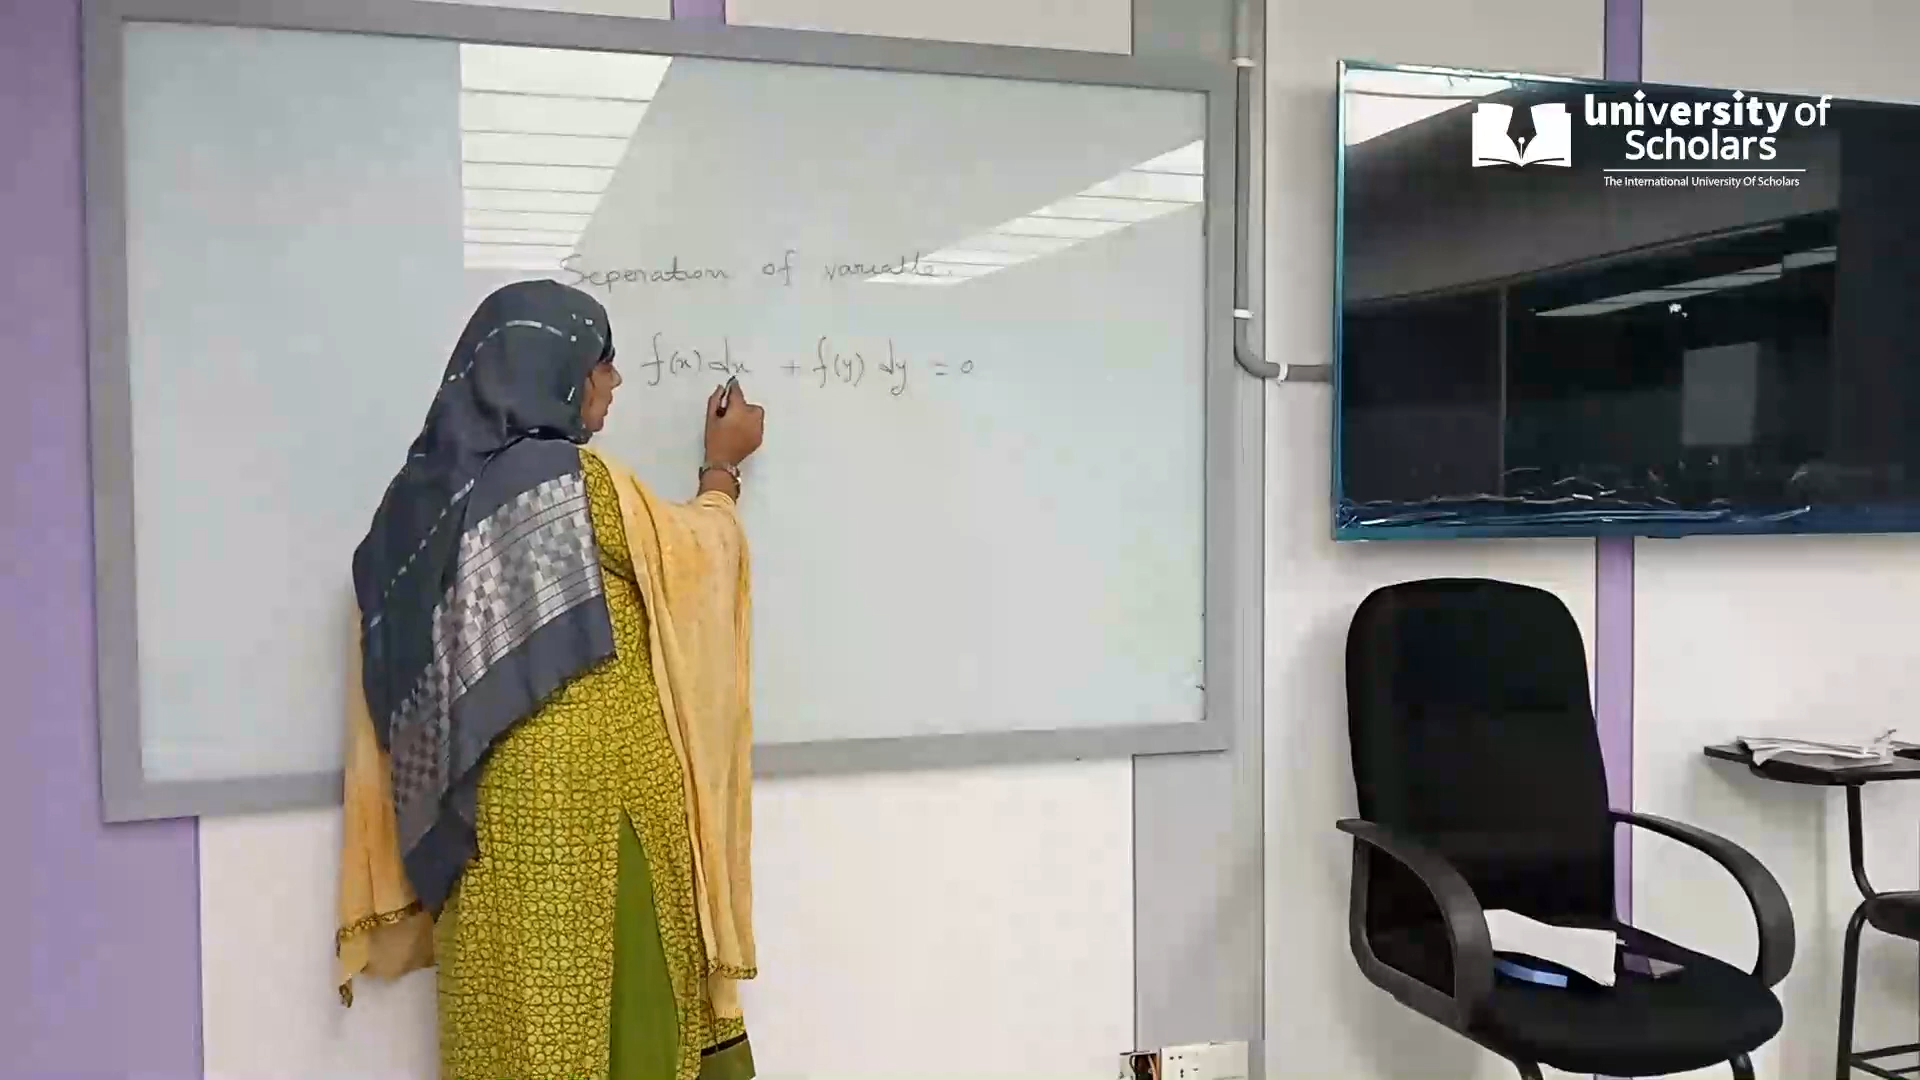 University of
Scholars
The International University Of Scholars
Seperation of variable.
f(x) dx + f(y) dy = 0